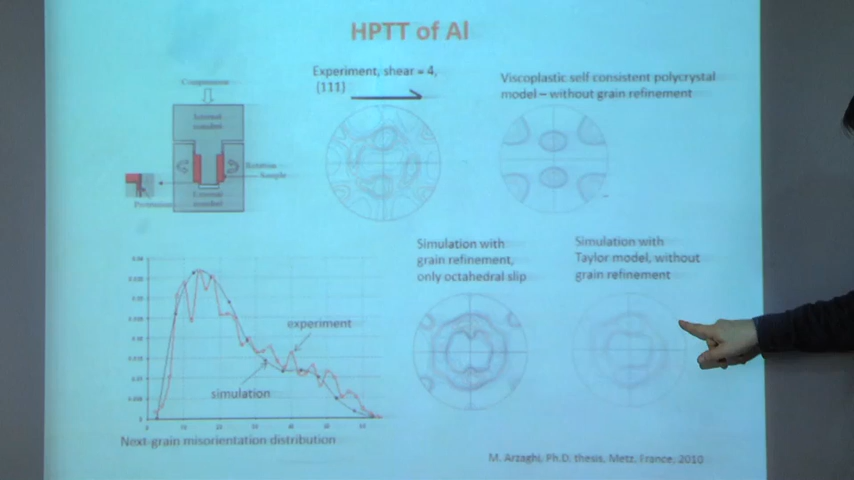 HPTT of Al
Experiment, shear = 4,
{111}
Viscoplastic self consistent polycrystal
model – without grain refinement
Compression
External
Rotation
Sample
Simulation with
grain refinement,
only octahedral slip
Simulation with
Taylor model, without
grain refinement
experiment
simulation
Next-grain misorientation distribution
M. Arzaghi, Ph.D. thesis, Metz, France, 2010